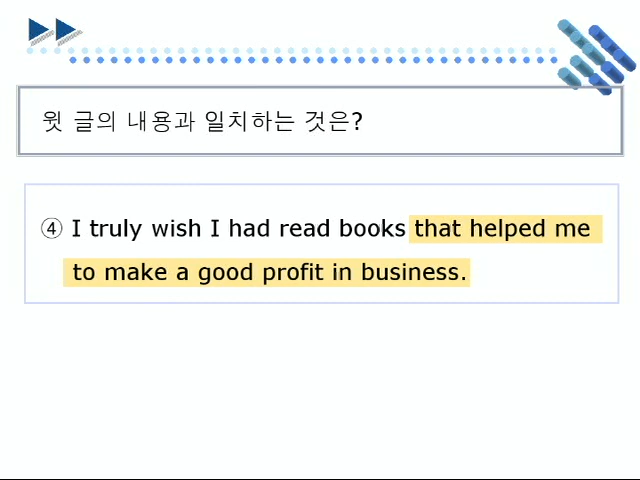 윗 글의 내용과 일치하는 것은?
④ I truly wish I had read books that helped me
to make a good profit in business.